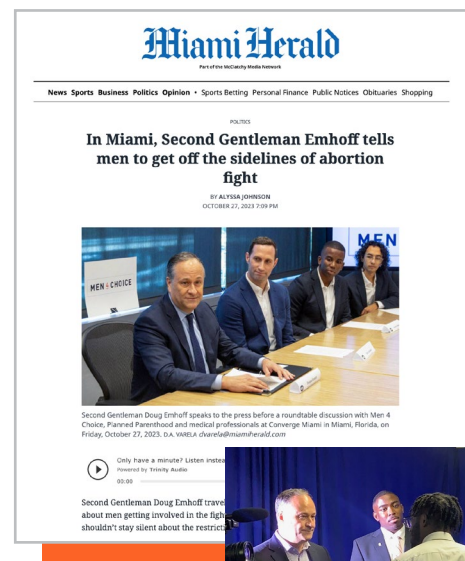 Miami Herald
Part of the McClatchy Media Network
News Sports Business Politics Opinion • Sports Betting Personal Finance Public Notices Obituaries Shopping
POLITICS
In Miami, Second Gentleman Emhoff tells
men to get off the sidelines of abortion
fight
BY ALYSSA JOHNSON
OCTOBER 27, 2023 7:09 PM
MEN
MEN4CHOICE
Second Gentleman Doug Emhoff speaks to the press before a roundtable discussion with Men 4
Choice, Planned Parenthood and medical professionals at Converge Miami in Miami, Florida, on
Friday, October 27, 2023. D.A. VARELA dvarela@miamiherald.com
Only have a minute? Listen instead
Powered by Trinity Audio
00:00
Second Gentleman Doug Emhoff travel
about men getting involved in the figh
shouldn't stay silent about the restricti